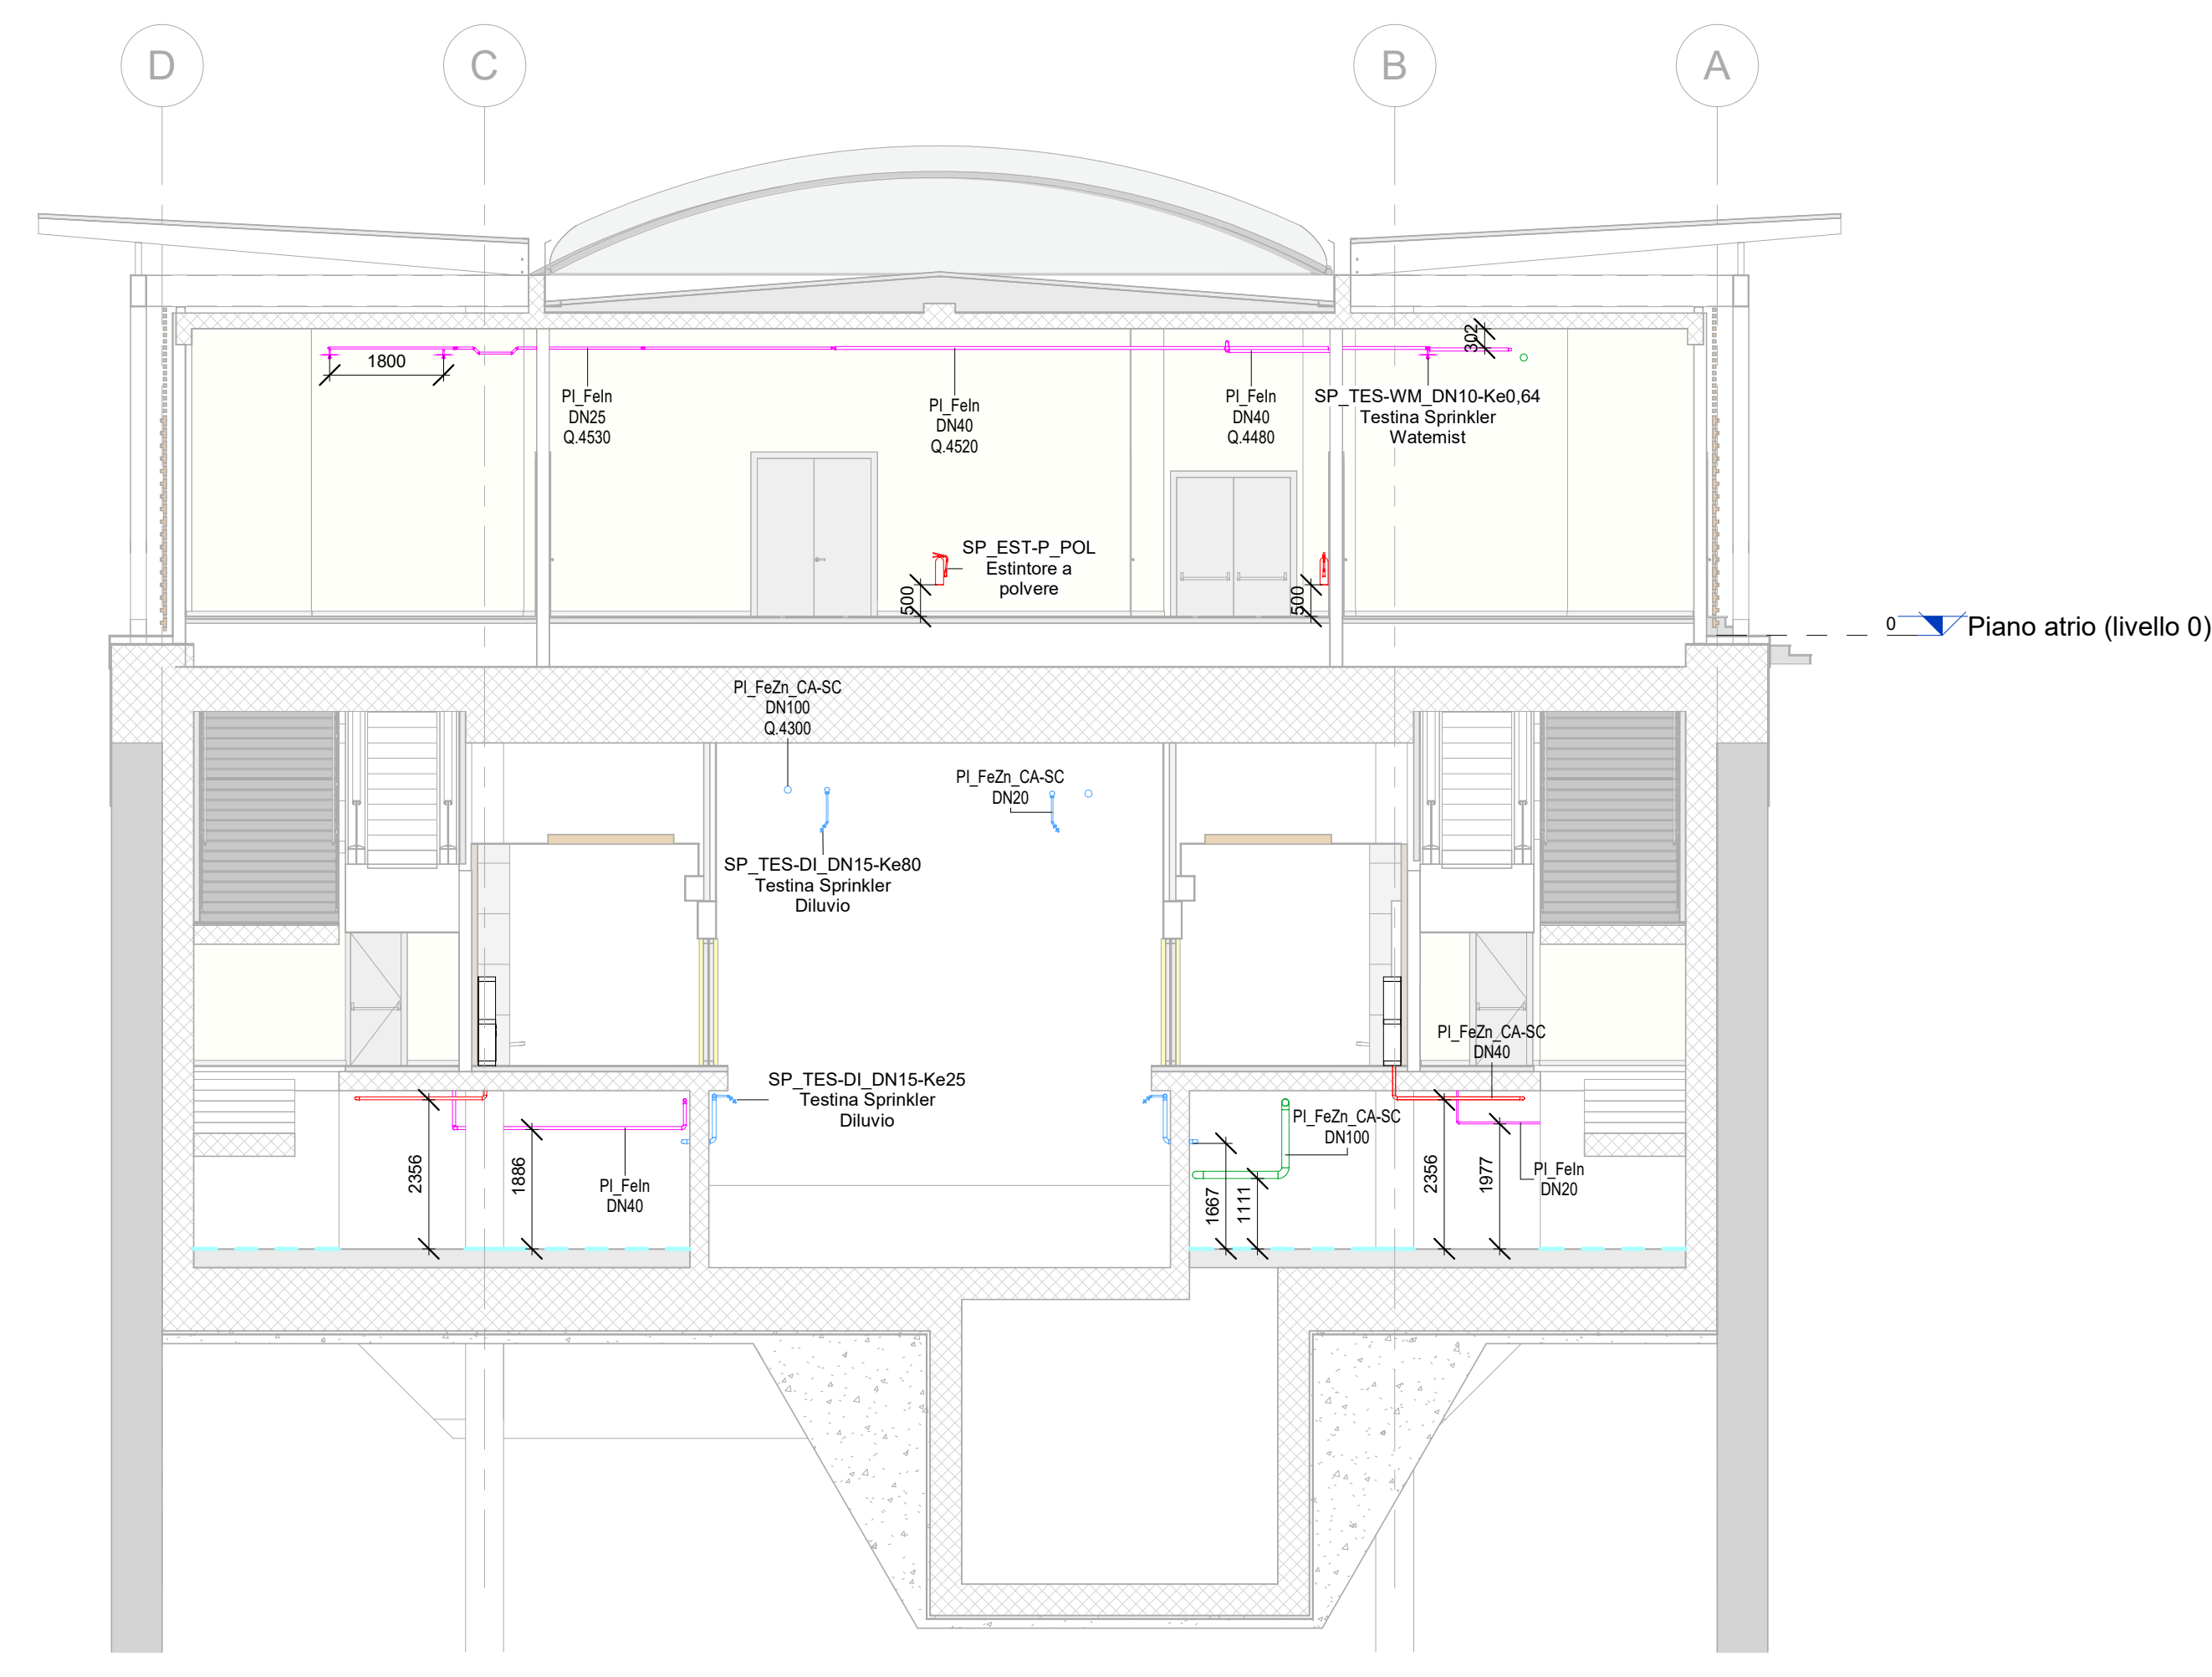 D
C
B
A
302
1800
PI_FeIn
DN25
Q.4530
PI_FeIn
DN40
Q.4520
PI_FeIn
DN40
Q.4480
SP_TES-WM_DN10-Ke0,64
Testina Sprinkler
Watemist
SP_EST-P_POL
Estintore a
polvere
500
500
0
Piano atrio (livello 0)
PI_FeZn_CA-SC
DN100
Q.4300
PI_FeZn_CA-SC
DN20
SP_TES-DI_DN15-Ke80
Testina Sprinkler
Diluvio
PI_FeZn_CA-SC
DN40
SP_TES-DI_DN15-Ke25
Testina Sprinkler
Diluvio
PI_FeZn_CA-SC
DN100
2356
1886
PI_FeIn
DN40
1667
1111
2356
1977
PI_FeIn
DN20